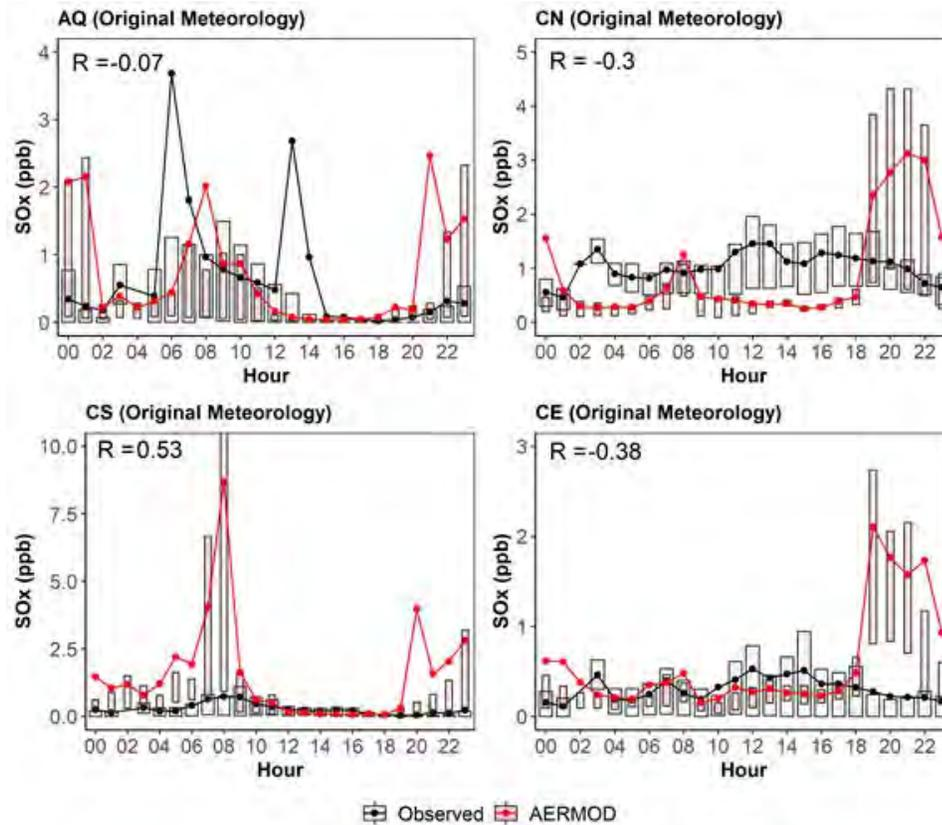 AQ (Original Meteorology)
R =-0.07
SOx (ppb)
4
3
2
1
0
00 02 04 06 08 10 12 14 16 18 20 22
Hour
CN (Original Meteorology)
R = -0.3
SOx (ppb)
5
4
3
2
1
0
00 02 04 06 08 10 12 14 16 18 20 22
Hour
CS (Original Meteorology)
R =0.53
SOx (ppb)
10.0
7.5
5.0
2.5
0.0
00 02 04 06 08 10 12 14 16 18 20 22
Hour
CE (Original Meteorology)
R =-0.38
SOx (ppb)
3
2
1
0
00 02 04 06 08 10 12 14 16 18 20 22
Hour
Observed AERMOD